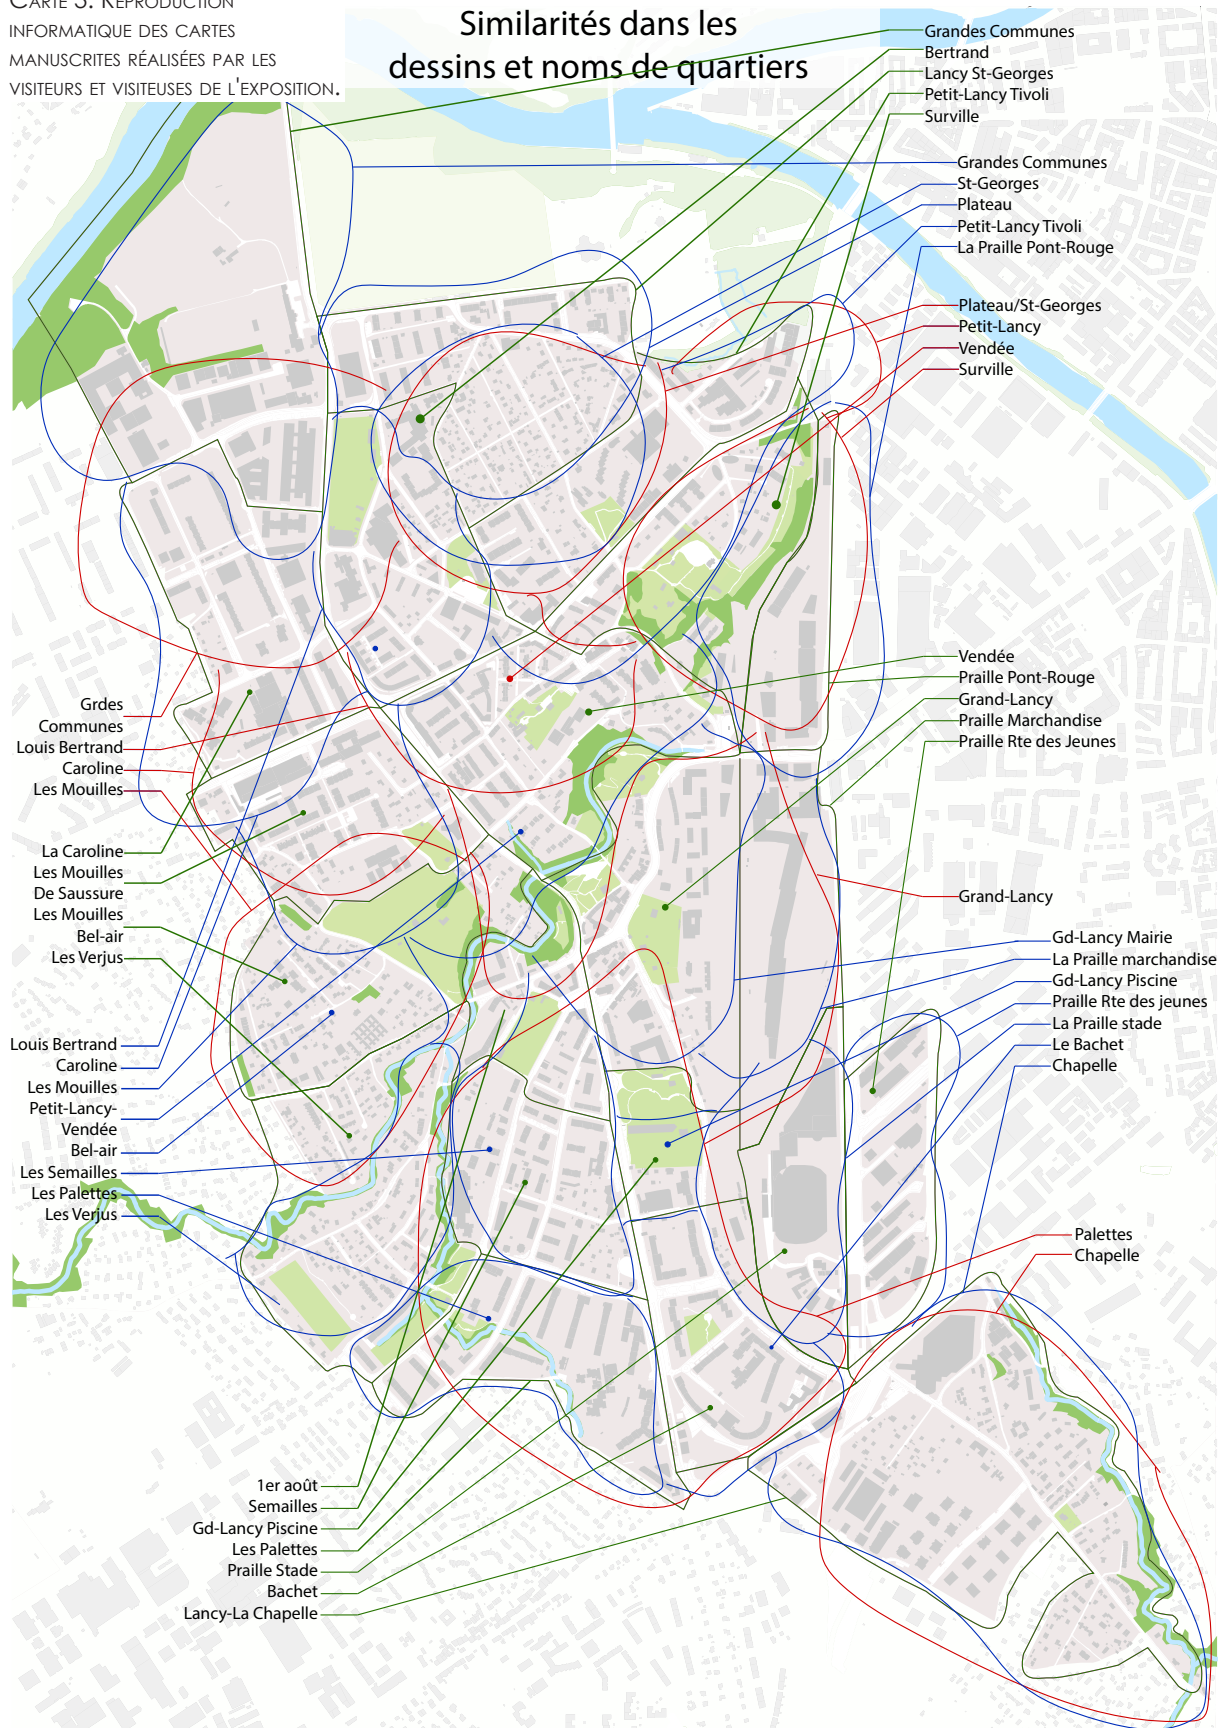 CARTE 3. REPRODUCTION
INFORMATIQUE DES CARTES
MANUSCRITES RÉALISÉES PAR LES
VISITEURS ET VISITEUSES DE L'EXPOSITION.
Similarités dans les
dessins et noms de quartiers
Grandes Communes
Bertrand
Lancy St-Georges
Petit-Lancy Tivoli
Surville
Grandes Communes
St-Georges
Plateau
Petit-Lancy Tivoli
La Praille Pont-Rouge
Plateau/St-Georges
Petit-Lancy
Vendée
Surville
Vendée
Praille Pont-Rouge
Grand-Lancy
Praille Marchandise
Praille Rte des Jeunes
Grdes
Communes
Louis Bertrand
Caroline
Les Mouilles
La Caroline
Les Mouilles
De Saussure
Les Mouilles
Bel-air
Les Verjus
Grand-Lancy
Gd-Lancy Mairie
La Praille marchandise
Gd-Lancy Piscine
Praille Rte des jeunes
La Praille stade
Le Bachet
Chapelle
Louis Bertrand
Caroline
Les Mouilles
Petit-Lancy-
Vendée
Bel-air
Les Semailles
Les Palettes
Les Verjus
Palettes
Chapelle
1er août
Semailles
Gd-Lancy Piscine
Les Palettes
Praille Stade
Bachet
Lancy-La Chapelle